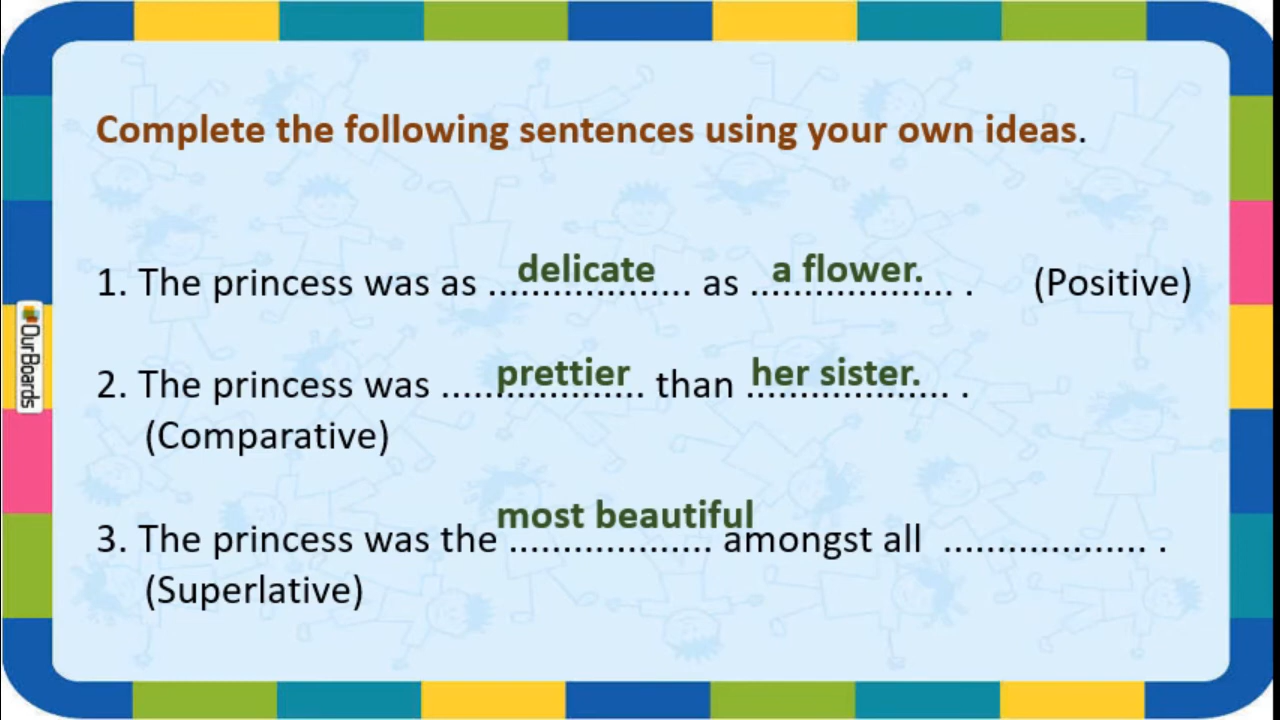 Complete the following sentences using your own ideas.
1. The princess was as ...delicate... as ...a flower.... . (Positive)
2. The princess was ...prettier... than ...her sister.... .
(Comparative)
3. The princess was the ...most beautiful... amongst all ................... .
(Superlative)
OurBoards